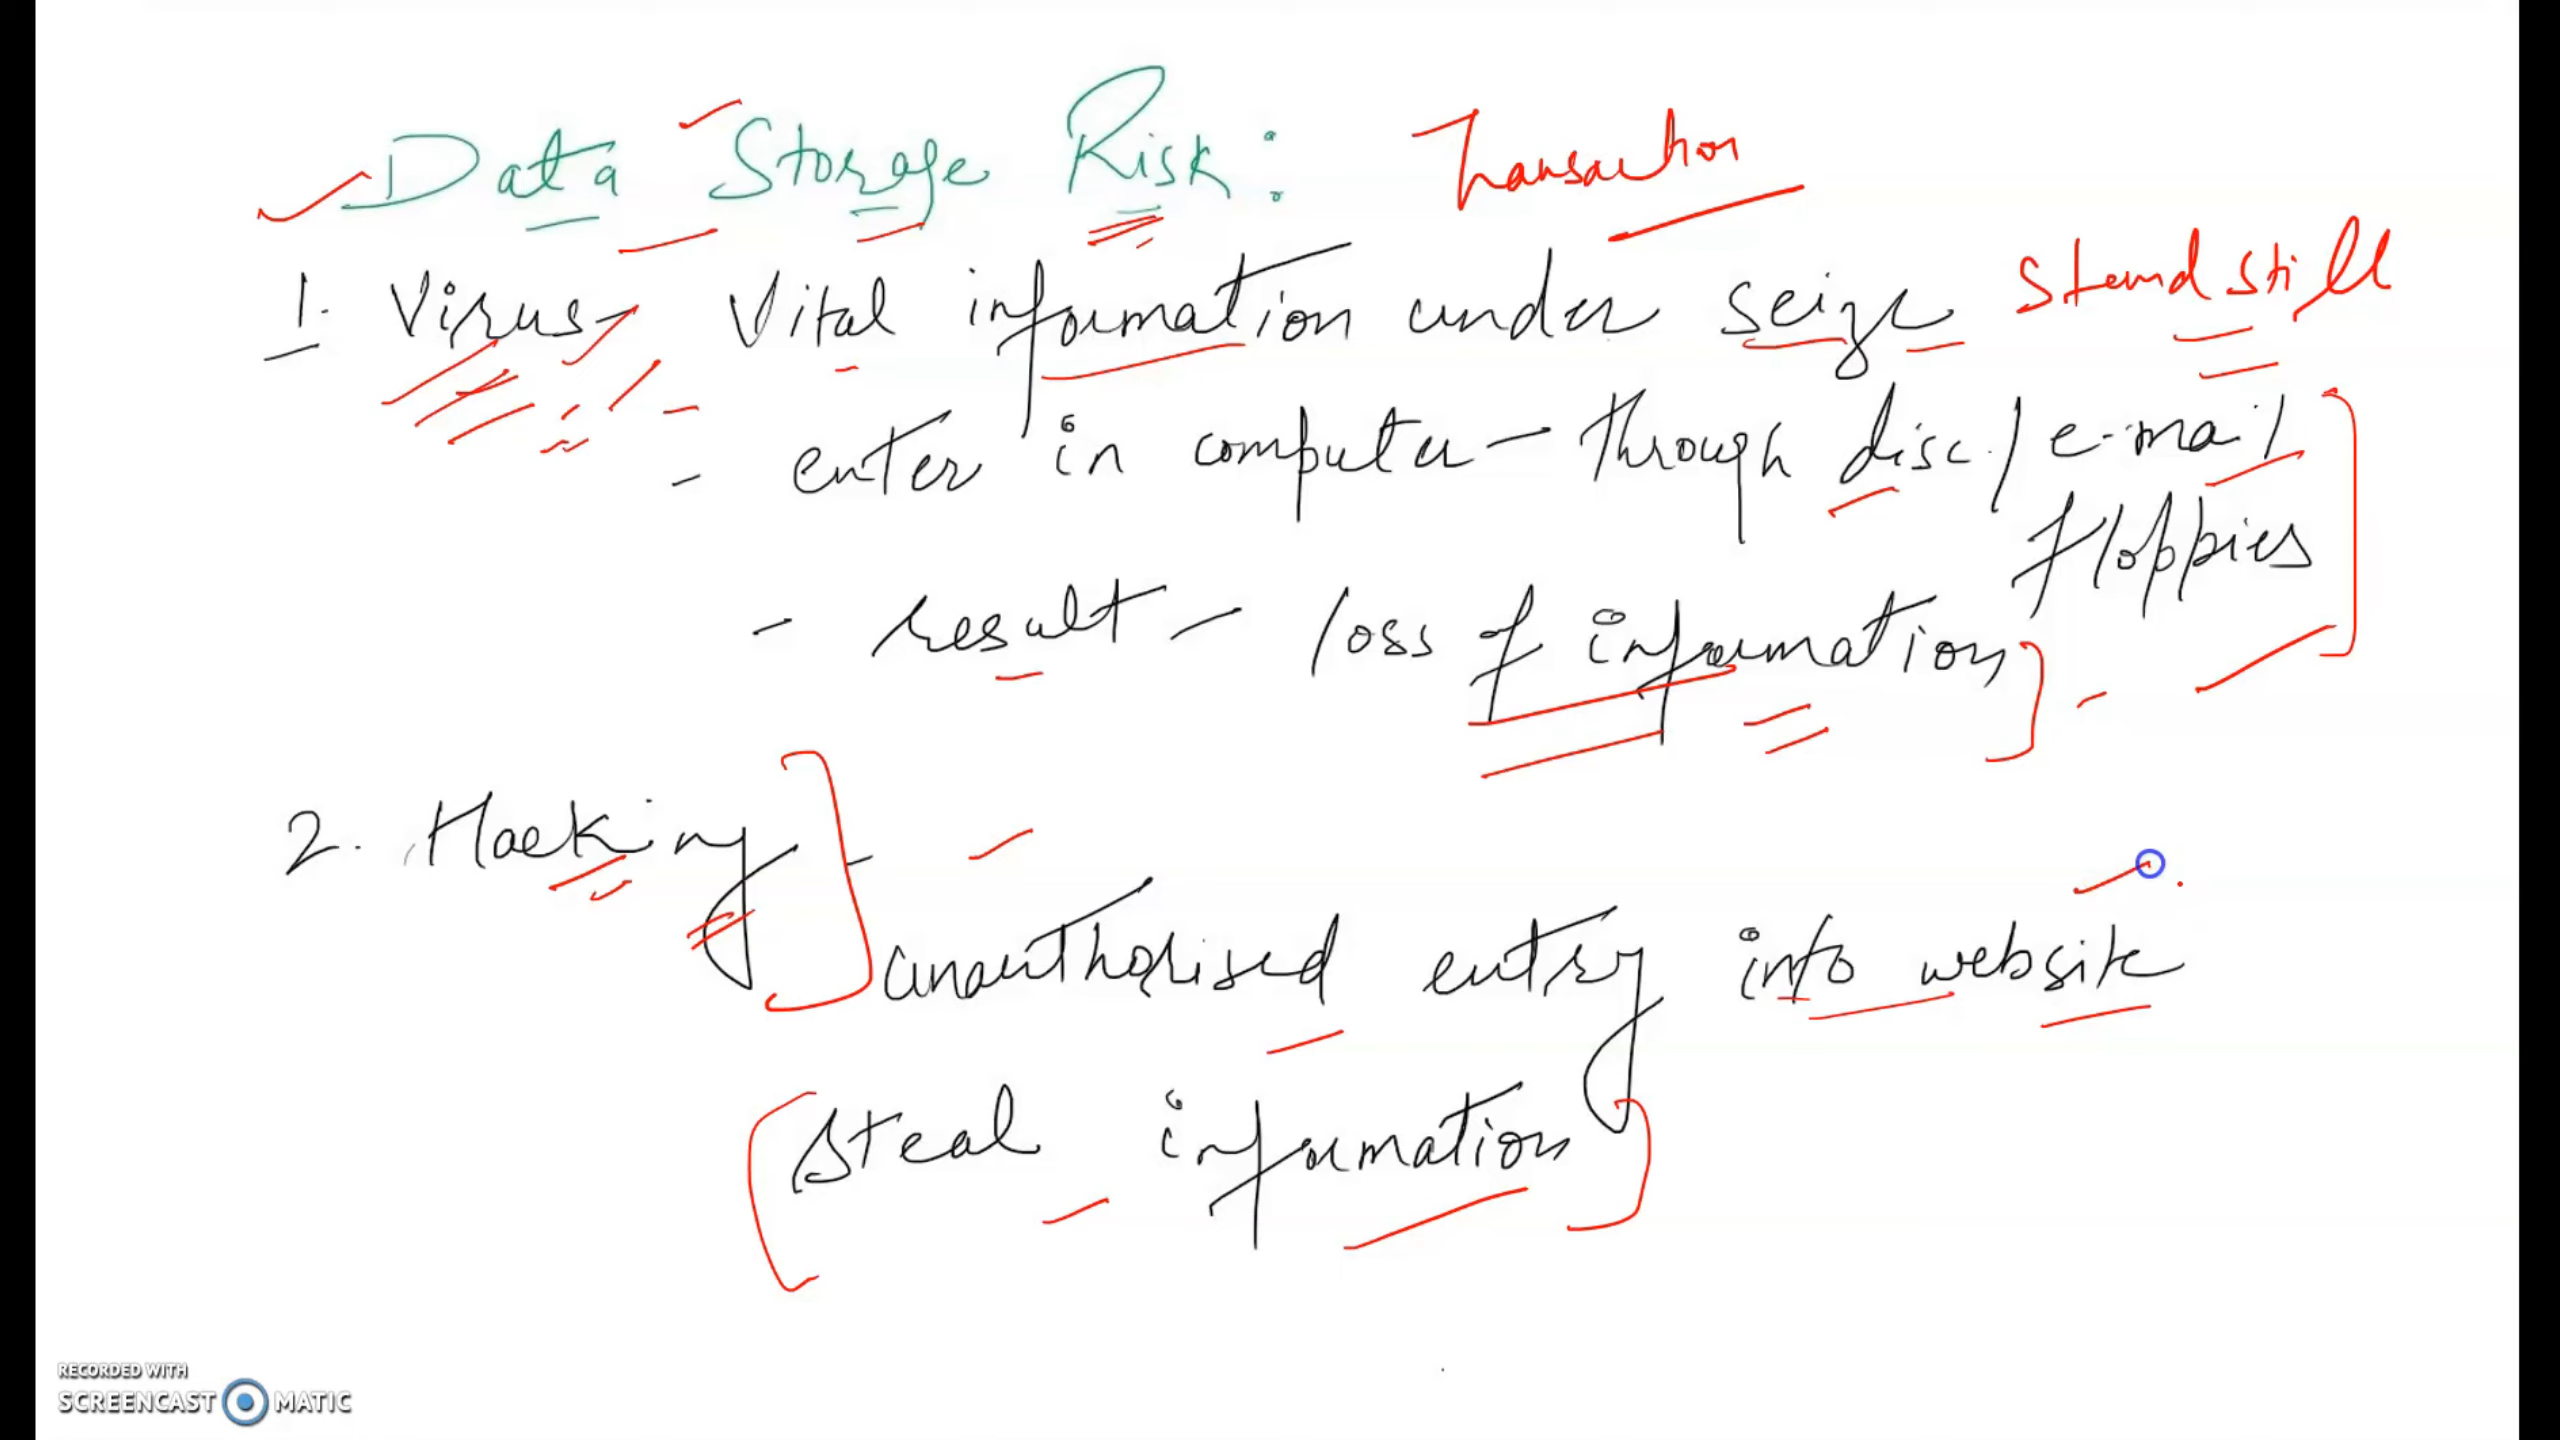 Data Storage Risk: Transaction
1. Virus - Vital information under seize Stand still
- enter in computer - through disc / e-mail
floppies
- result - loss of information
2. Hacking -
unauthorised entry into website
Steal information
RECORDED WITH
SCREENCAST MATIC